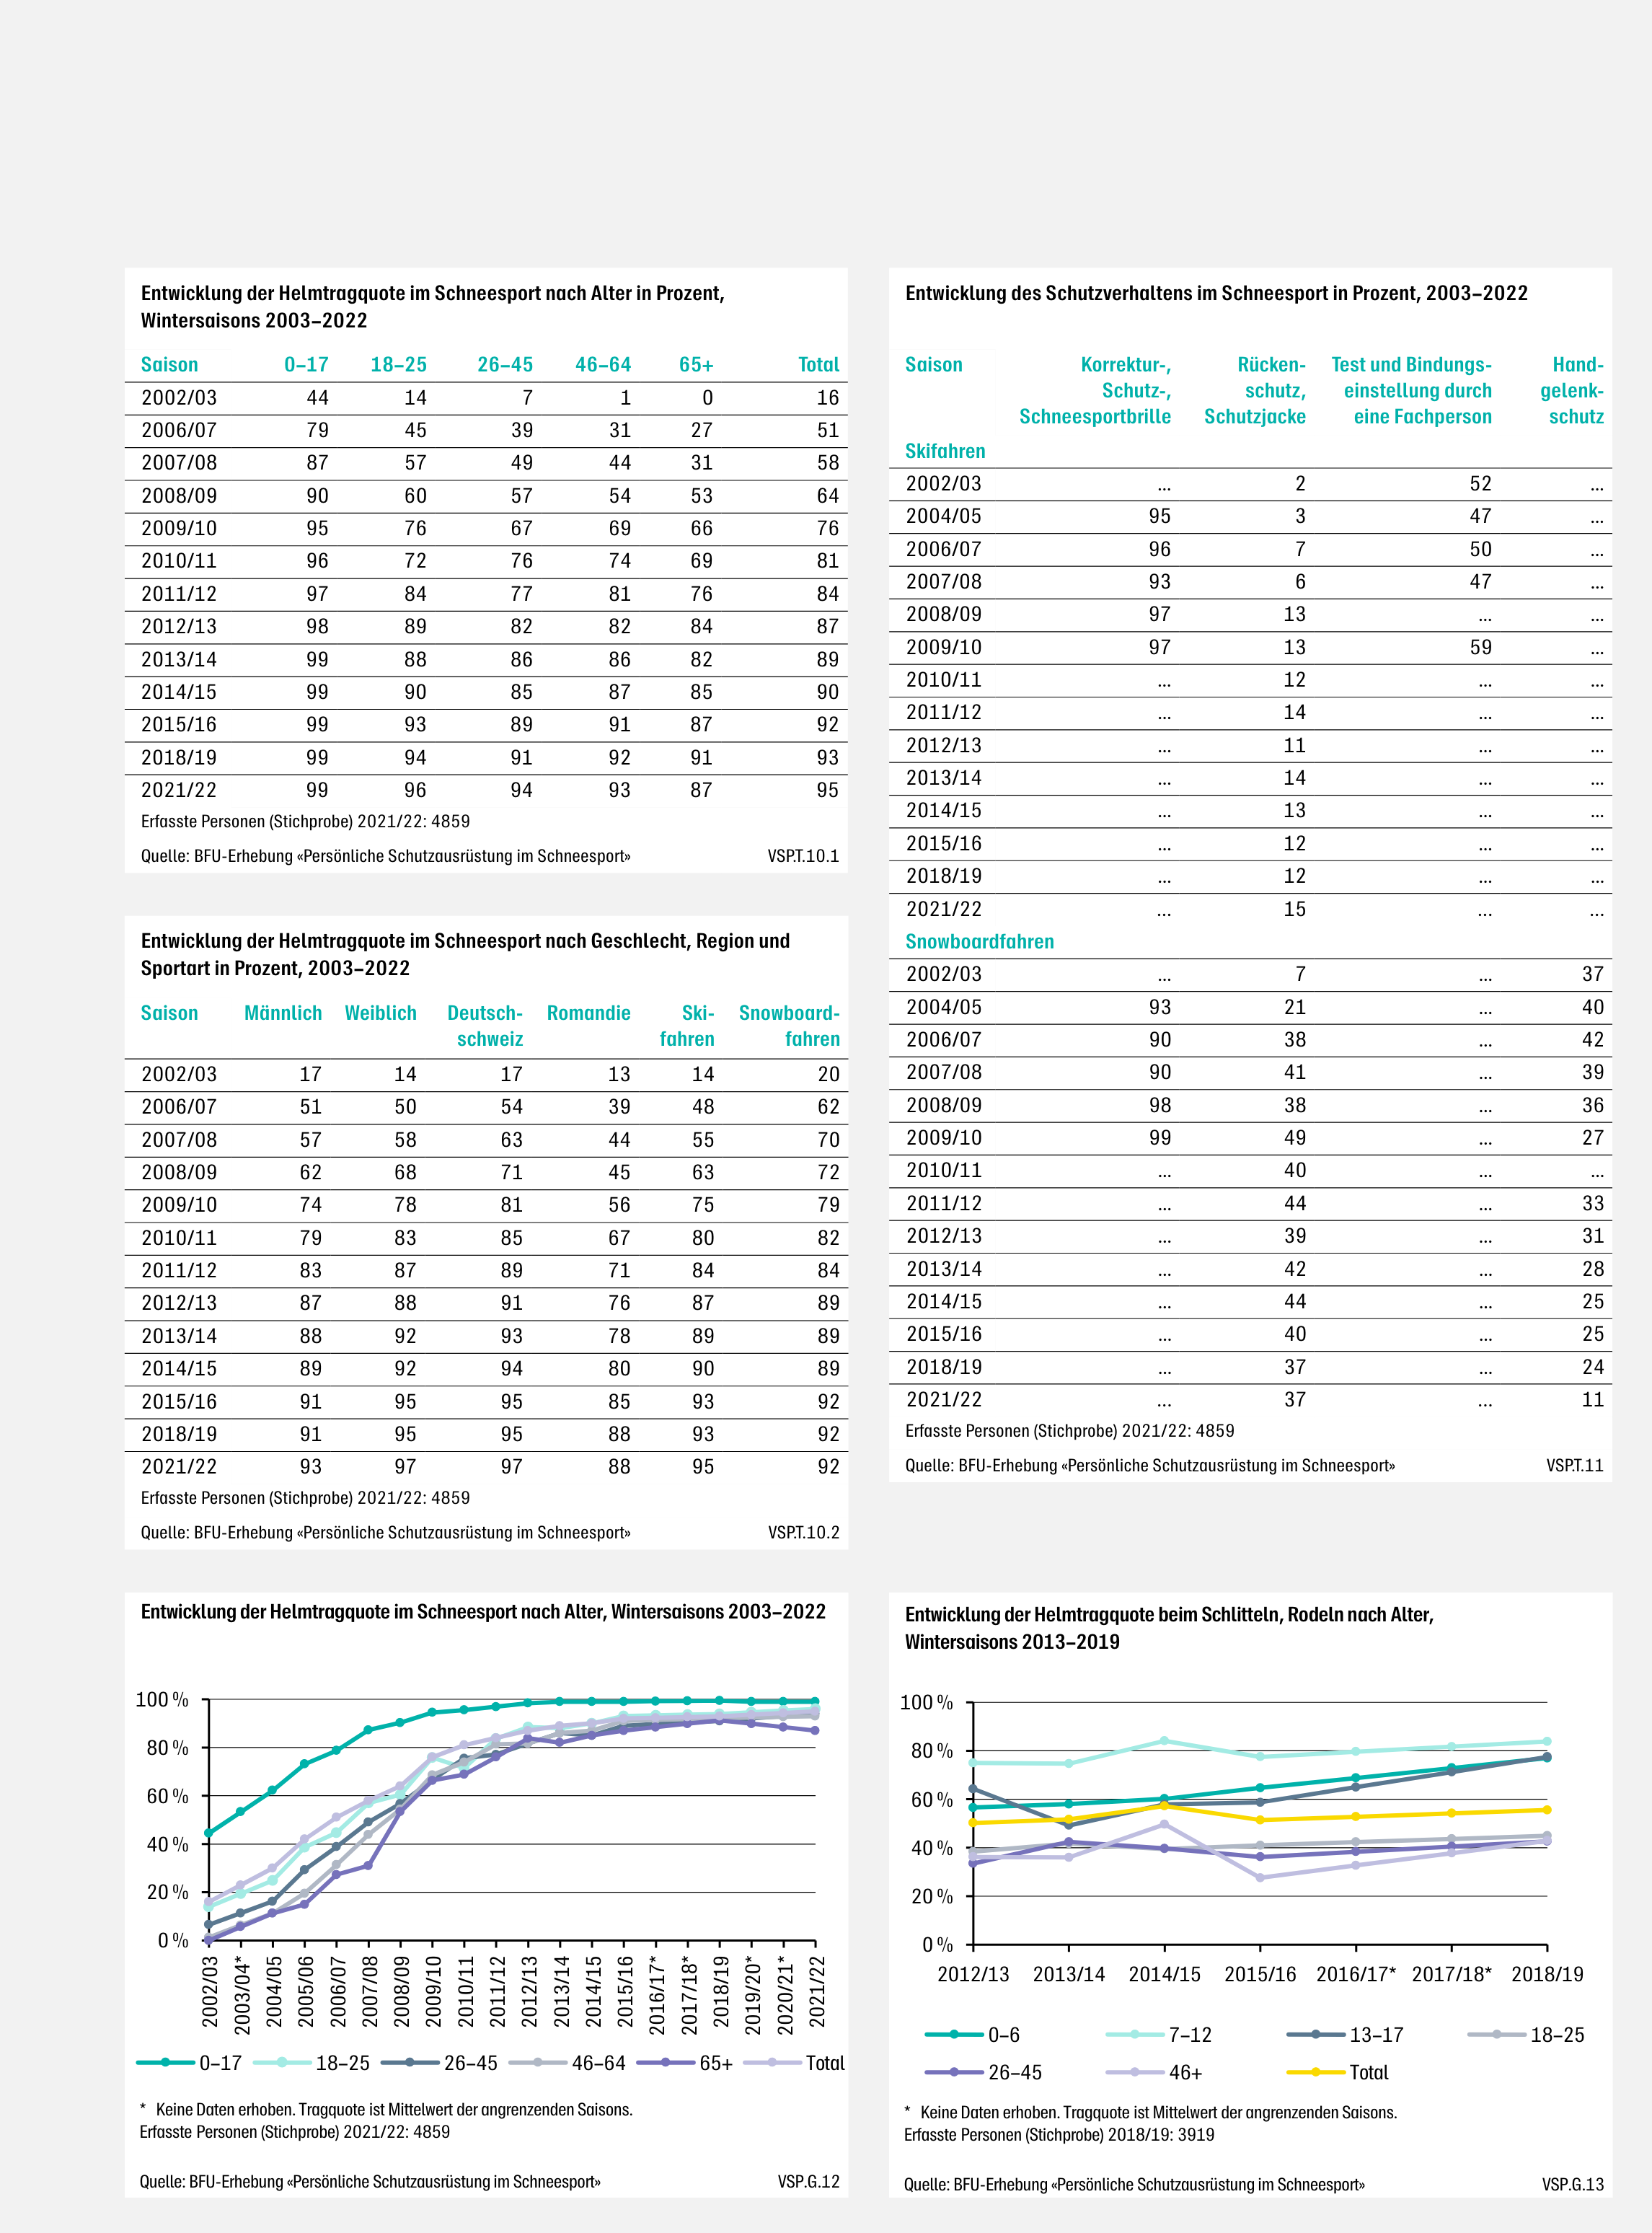 Entwicklung der Helmtragquote im Schneesport nach Alter in Prozent,
Wintersaisons 2003–2022
Saison 0–17 18–25 26–45 46–64 65+ Total
2002/03 44 14 7 1 0 16
2006/07 79 45 39 31 27 51
2007/08 87 57 49 44 31 58
2008/09 90 60 57 54 53 64
2009/10 95 76 67 69 66 76
2010/11 96 72 76 74 69 81
2011/12 97 84 77 81 76 84
2012/13 98 89 82 82 84 87
2013/14 99 88 86 86 82 89
2014/15 99 90 85 87 85 90
2015/16 99 93 89 91 87 92
2018/19 99 94 91 92 91 93
2021/22 99 96 94 93 87 95
Erfasste Personen (Stichprobe) 2021/22: 4859
Quelle: BFU-Erhebung «Persönliche Schutzausrüstung im Schneesport» VSP.T.10.1
Entwicklung der Helmtragquote im Schneesport nach Geschlecht, Region und
Sportart in Prozent, 2003–2022
Saison Männlich Weiblich Deutsch- Romandie Ski- Snowboard-
schweiz fahren fahren
2002/03 17 14 17 13 14 20
2006/07 51 50 54 39 48 62
2007/08 57 58 63 44 55 70
2008/09 62 68 71 45 63 72
2009/10 74 78 81 56 75 79
2010/11 79 83 85 67 80 82
2011/12 83 87 89 71 84 84
2012/13 87 88 91 76 87 89
2013/14 88 92 93 78 89 89
2014/15 89 92 94 80 90 89
2015/16 91 95 95 85 93 92
2018/19 91 95 95 88 93 92
2021/22 93 97 97 88 95 92
Erfasste Personen (Stichprobe) 2021/22: 4859
Quelle: BFU-Erhebung «Persönliche Schutzausrüstung im Schneesport» VSP.T.10.2
Entwicklung des Schutzverhaltens im Schneesport in Prozent, 2003–2022
Saison Korrektur-, Rücken- Test und Bindungs- Hand-
Schutz-, schutz, einstellung durch gelenk-
Schneesportbrille Schutzjacke eine Fachperson schutz
Skifahren
2002/03 ... 2 52 ...
2004/05 95 3 47 ...
2006/07 96 7 50 ...
2007/08 93 6 47 ...
2008/09 97 13 ... ...
2009/10 97 13 59 ...
2010/11 ... 12 ... ...
2011/12 ... 14 ... ...
2012/13 ... 11 ... ...
2013/14 ... 14 ... ...
2014/15 ... 13 ... ...
2015/16 ... 12 ... ...
2018/19 ... 12 ... ...
2021/22 ... 15 ... ...
Snowboardfahren
2002/03 ... 7 ... 37
2004/05 93 21 ... 40
2006/07 90 38 ... 42
2007/08 90 41 ... 39
2008/09 98 38 ... 36
2009/10 99 49 ... 27
2010/11 ... 40 ... ...
2011/12 ... 44 ... 33
2012/13 ... 39 ... 31
2013/14 ... 42 ... 28
2014/15 ... 44 ... 25
2015/16 ... 40 ... 25
2018/19 ... 37 ... 24
2021/22 ... 37 ... 11
Erfasste Personen (Stichprobe) 2021/22: 4859
Quelle: BFU-Erhebung «Persönliche Schutzausrüstung im Schneesport» VSP.T.11
Entwicklung der Helmtragquote im Schneesport nach Alter, Wintersaisons 2003–2022
100 %
80 %
60 %
40 %
20 %
0 %
2002/03 2003/04* 2004/05 2005/06 2006/07 2007/08 2008/09 2009/10 2010/11 2011/12 2012/13 2013/14 2014/15 2015/16 2016/17* 2017/18* 2018/19 2019/20* 2020/21* 2021/22
0–17 18–25 26–45 46–64 65+ Total
* Keine Daten erhoben. Tragquote ist Mittelwert der angrenzenden Saisons.
Erfasste Personen (Stichprobe) 2021/22: 4859
Quelle: BFU-Erhebung «Persönliche Schutzausrüstung im Schneesport» VSP.G.12
Entwicklung der Helmtragquote beim Schlitteln, Rodeln nach Alter,
Wintersaisons 2013–2019
100 %
80 %
60 %
40 %
20 %
0 %
2012/13 2013/14 2014/15 2015/16 2016/17* 2017/18* 2018/19
0–6 7–12 13–17 18–25
26–45 46+ Total
* Keine Daten erhoben. Tragquote ist Mittelwert der angrenzenden Saisons.
Erfasste Personen (Stichprobe) 2018/19: 3919
Quelle: BFU-Erhebung «Persönliche Schutzausrüstung im Schneesport» VSP.G.13